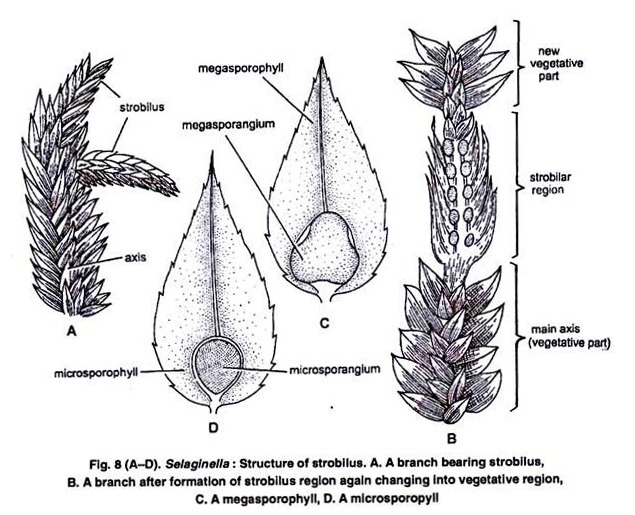 strobilus
axis
A
megasporophyll
megasporangium
C
microsporophyll
microsporangium
D
new
vegetative
part
strobilar
region
main axis
(vegetative part)
B
Fig. 8 (A–D). Selaginella : Structure of strobilus. A. A branch bearing strobilus,
B. A branch after formation of strobilus region again changing into vegetative region,
C. A megasporophyll, D. A microsporopyll